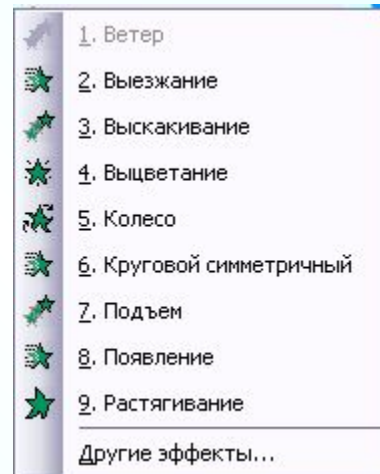 1. Ветер
2. Выезжание
3. Выскакивание
4. Выцветание
5. Колесо
6. Круговой симметричный
7. Подъем
8. Появление
9. Растягивание
Другие эффекты...